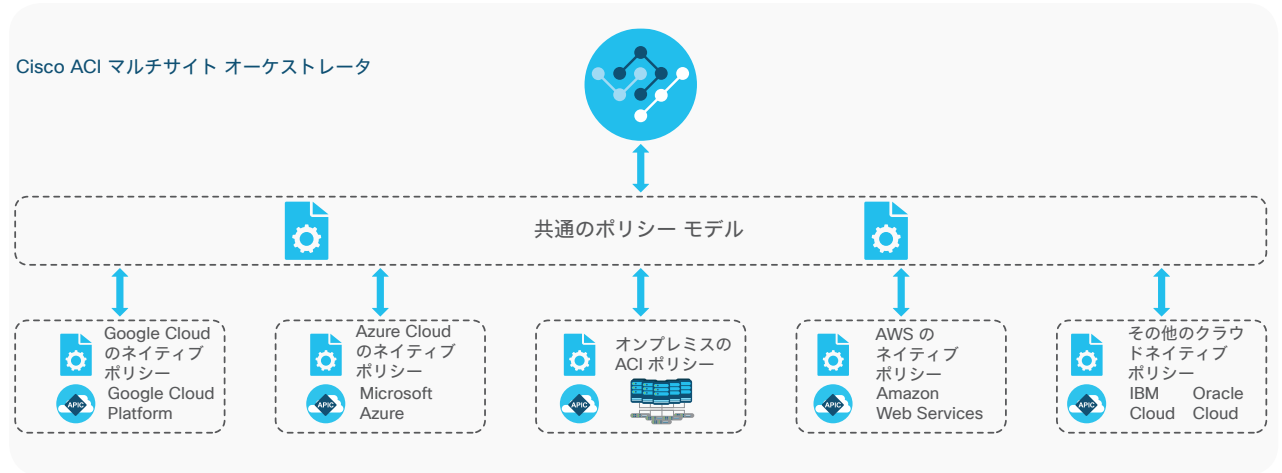 Cisco ACI マルチサイト オーケストレータ
共通のポリシー モデル
Google Cloud
のネイティブ
ポリシー
APIC
Google Cloud
Platform
Azure Cloud
のネイティブ
ポリシー
APIC
Microsoft
Azure
オンプレミスの
ACI ポリシー
APIC
AWS の
ネイティブ
ポリシー
APIC
Amazon
Web Services
その他のクラウ
ドネイティブ
ポリシー
APIC
IBM
Cloud
Oracle
Cloud